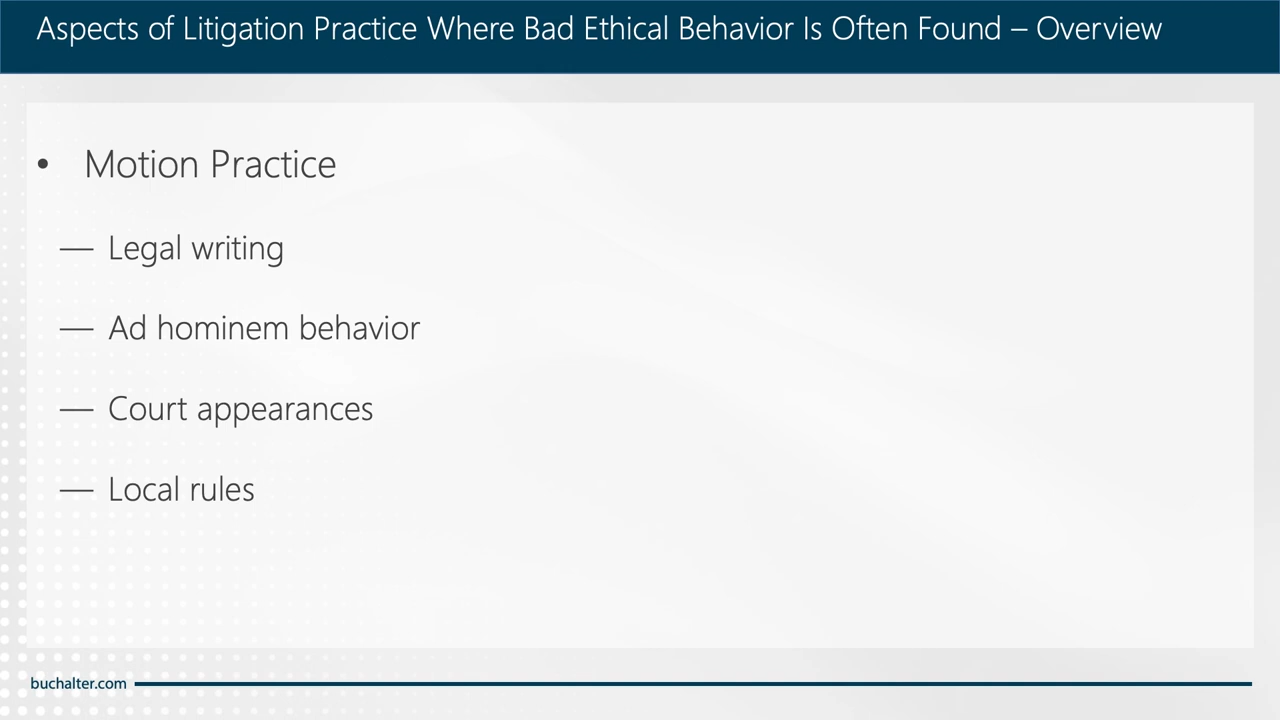 Aspects of Litigation Practice Where Bad Ethical Behavior Is Often Found – Overview
• Motion Practice
— Legal writing
— Ad hominem behavior
— Court appearances
— Local rules
buchalter.com